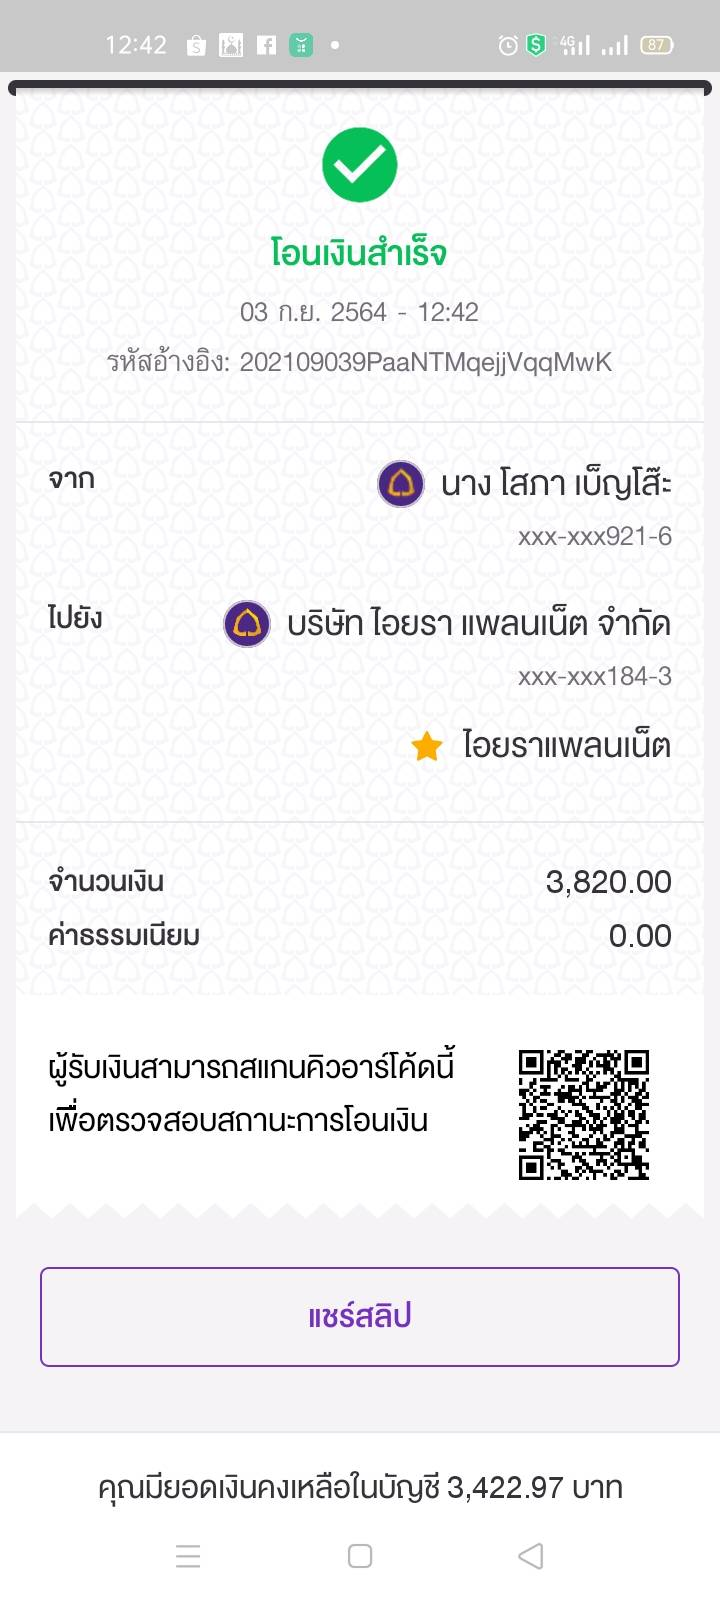 12:42
4G
87
โอนเงินสำเร็จ
03 ก.ย. 2564 - 12:42
รหัสอ้างอิง: 202109039PaaNTMqejjVqqMwK
จาก
นาง โสภา เบ็ญโส๊ะ
xxx-xxx921-6
ไปยัง
บริษัท ไอยรา แพลนเน็ต จำกัด
xxx-xxx184-3
ไอยราแพลนเน็ต
จำนวนเงิน 3,820.00
ค่าธรรมเนียม 0.00
ผู้รับเงินสามารถสแกนคิวอาร์โค้ดนี้
เพื่อตรวจสอบสถานะการโอนเงิน
แชร์สลิป
คุณมียอดเงินคงเหลือในบัญชี 3,422.97 บาท